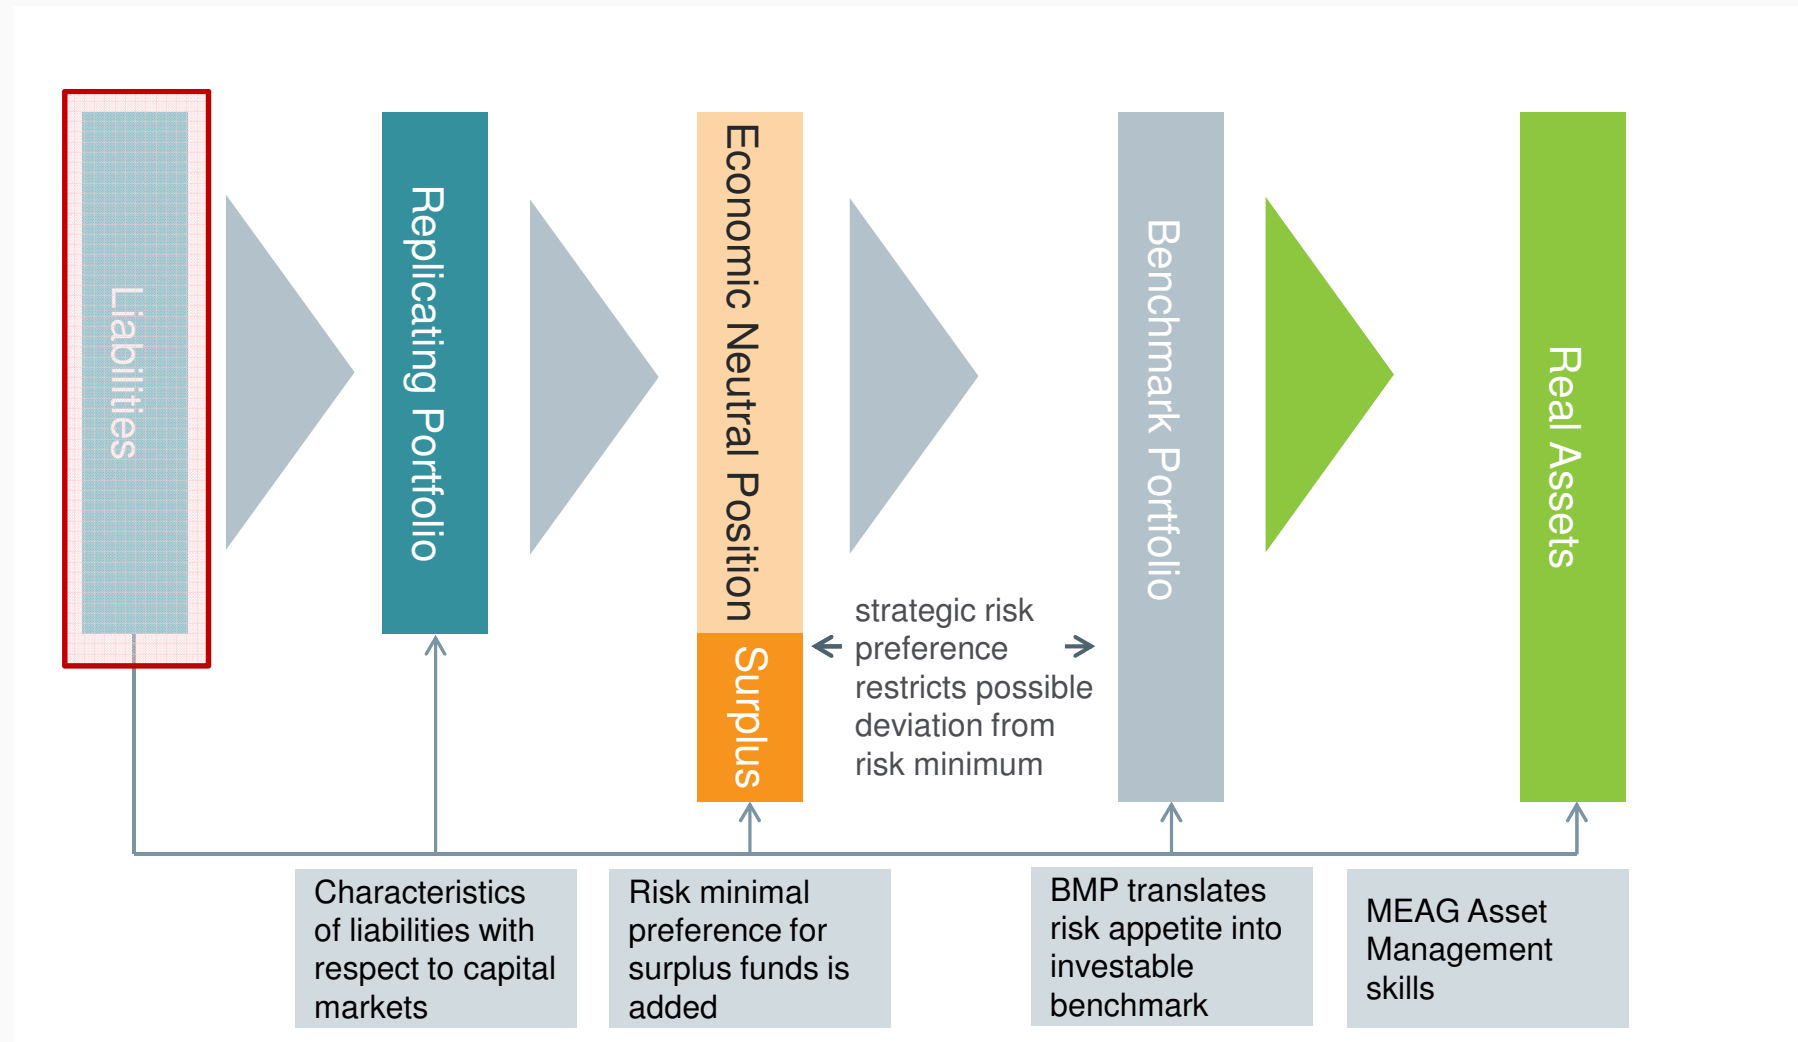 Liabilities
Replicating Portfolio
Economic Neutral Position
Surplus
strategic risk
preference
restricts possible
deviation from
risk minimum
Benchmark Portfolio
Real Assets
Characteristics
of liabilities with
respect to capital
markets
Risk minimal
preference for
surplus funds is
added
BMP translates
risk appetite into
investable
benchmark
MEAG Asset
Management
skills